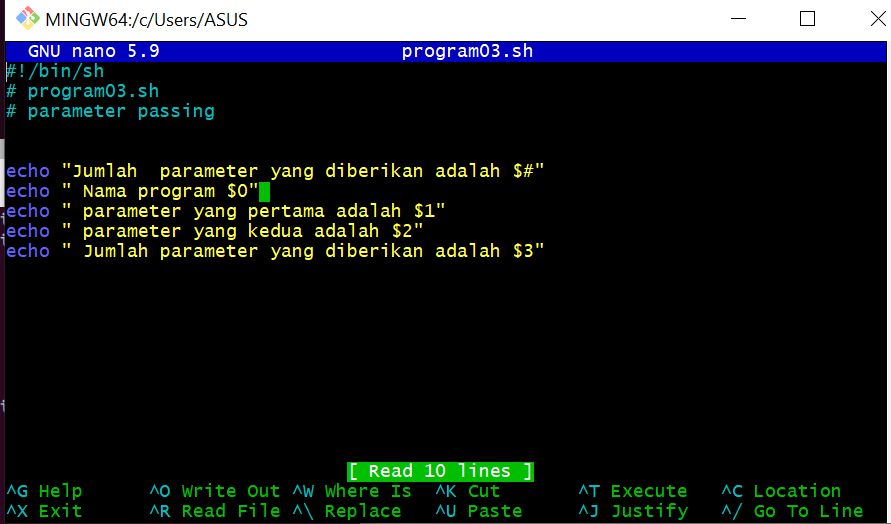 MINGW64:/c/Users/ASUS
GNU nano 5.9 program03.sh
#!/bin/sh
# program03.sh
# parameter passing
echo "Jumlah  parameter yang diberikan adalah $#"
echo " Nama program $0"
echo " parameter yang pertama adalah $1"
echo " parameter yang kedua adalah $2"
echo " Jumlah parameter yang diberikan adalah $3"
[ Read 10 lines ]
^G Help ^O Write Out ^W Where Is ^K Cut ^T Execute ^C Location
^X Exit ^R Read File ^\ Replace ^U Paste ^J Justify ^/ Go To Line